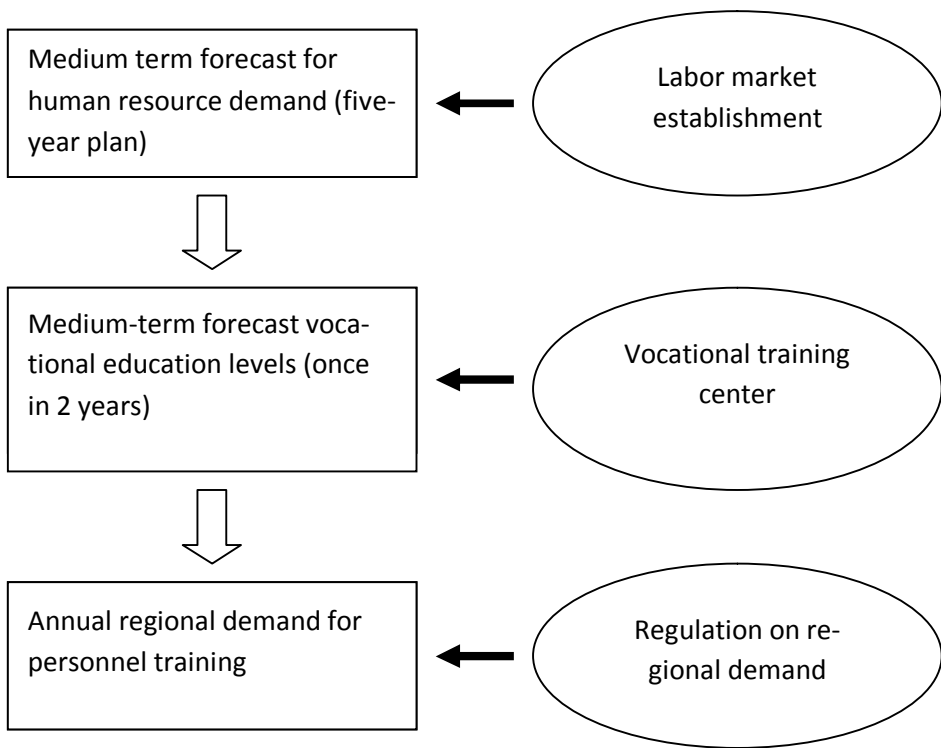 Medium term forecast for
human resource demand (five-
year plan)
Labor market
establishment
Medium-term forecast voca-
tional education levels (once
in 2 years)
Vocational training
center
Annual regional demand for
personnel training
Regulation on re-
gional demand